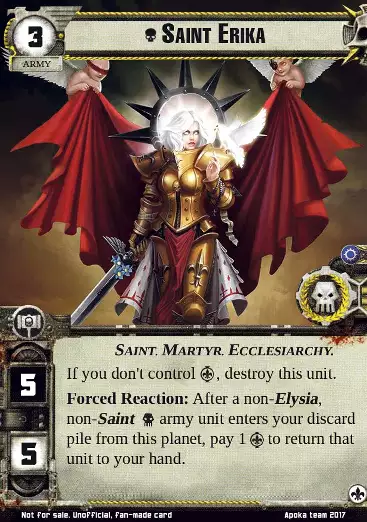 SAINT ERIKA
3
ARMY
SAINT. MARTYR. ECCLESIARCHY.
If you don't control , destroy this unit.
Forced Reaction: After a non-Elysia,
non-Saint army unit enters your discard
pile from this planet, pay 1 to return that
unit to your hand.
5
5
Not for sale. Unofficial, fan-made card
Apoka team 2017